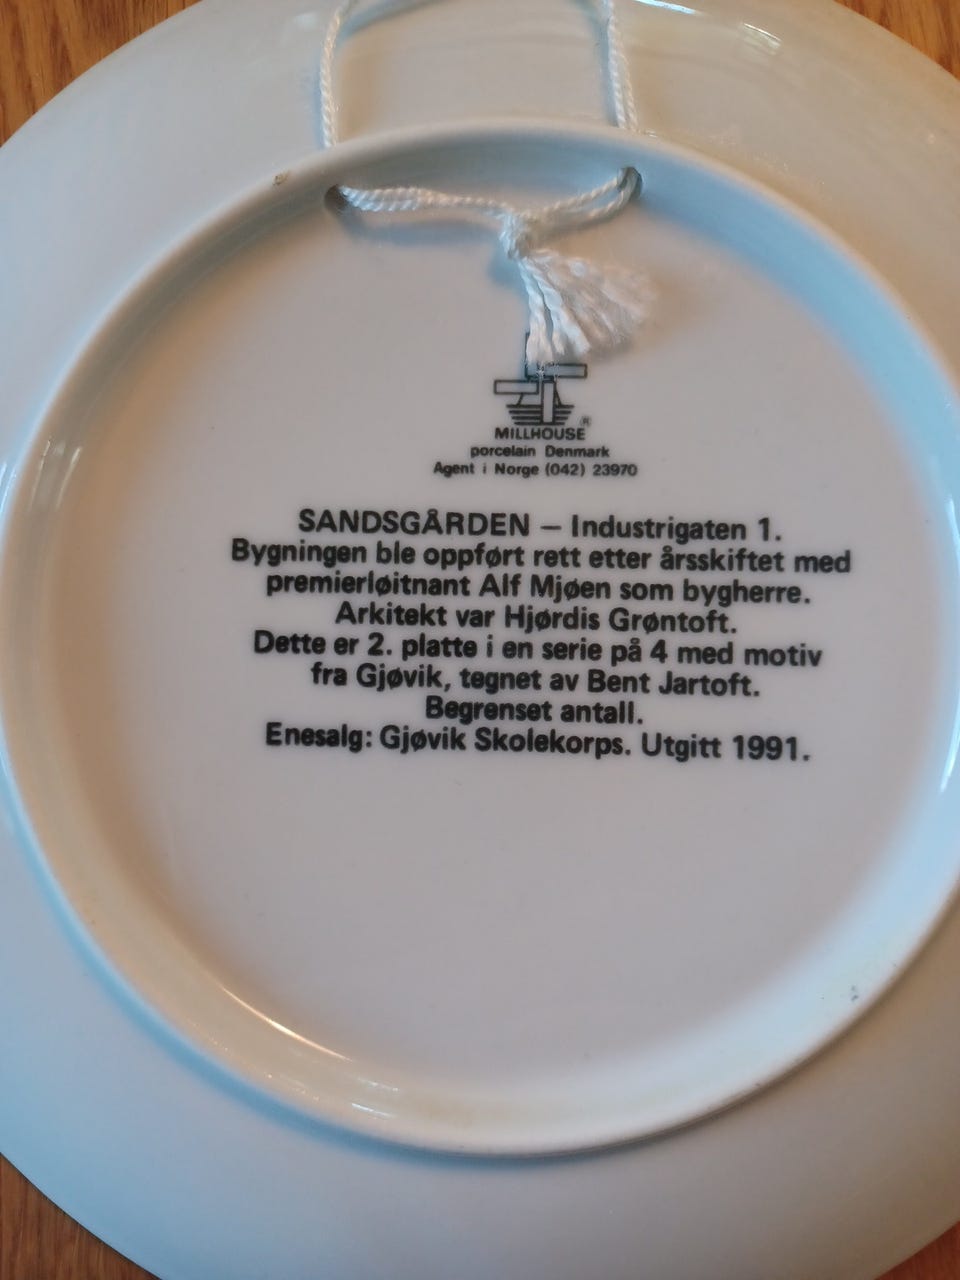 MILLHOUSE ®
porcelain Denmark
Agent i Norge (042) 23970
SANDSGÅRDEN – Industrigaten 1.
Bygningen ble oppført rett etter årsskiftet med
premierløitnant Alf Mjøen som bygherre.
Arkitekt var Hjørdis Grøntoft.
Dette er 2. platte i en serie på 4 med motiv
fra Gjøvik, tegnet av Bent Jartoft.
Begrenset antall.
Enesalg: Gjøvik Skolekorps. Utgitt 1991.